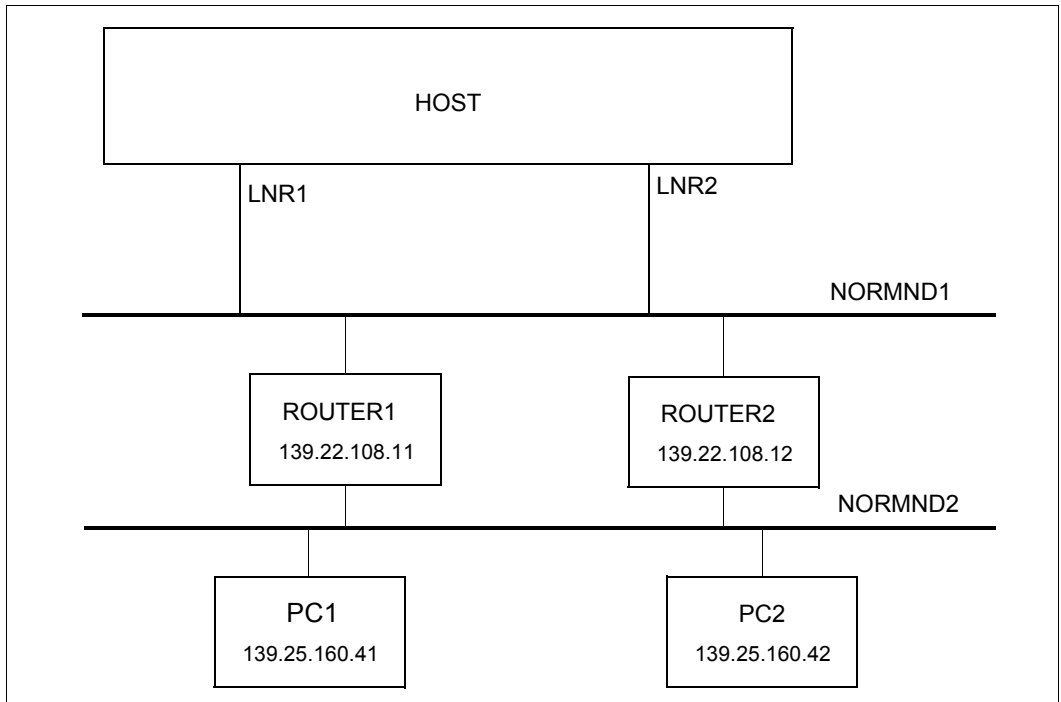 HOST
LNR1
LNR2
NORMND1
ROUTER1
139.22.108.11
ROUTER2
139.22.108.12
NORMND2
PC1
139.25.160.41
PC2
139.25.160.42